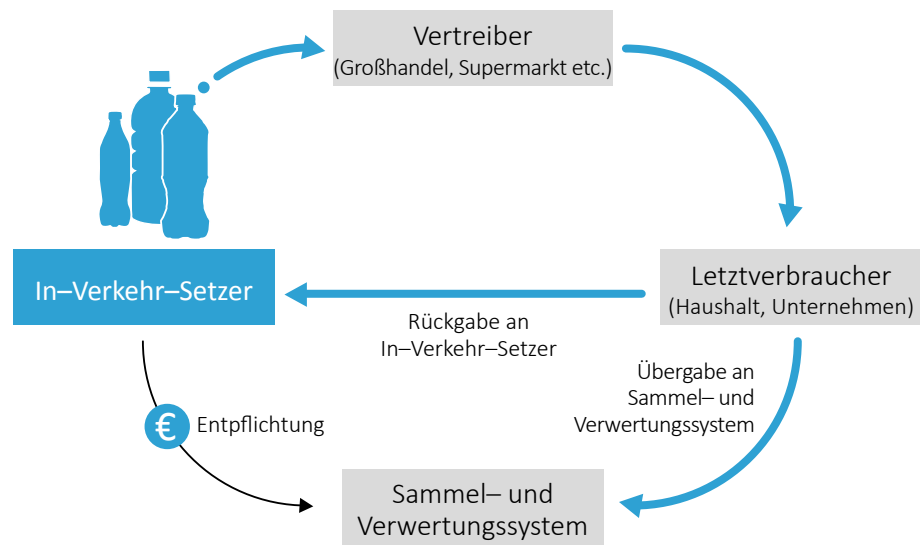 Vertreiber
(Großhandel, Supermarkt etc.)
In–Verkehr–Setzer
Letztverbraucher
(Haushalt, Unternehmen)
Rückgabe an
In–Verkehr–Setzer
Übergabe an
Sammel– und
Verwertungssystem
€ Entpflichtung
Sammel– und
Verwertungssystem